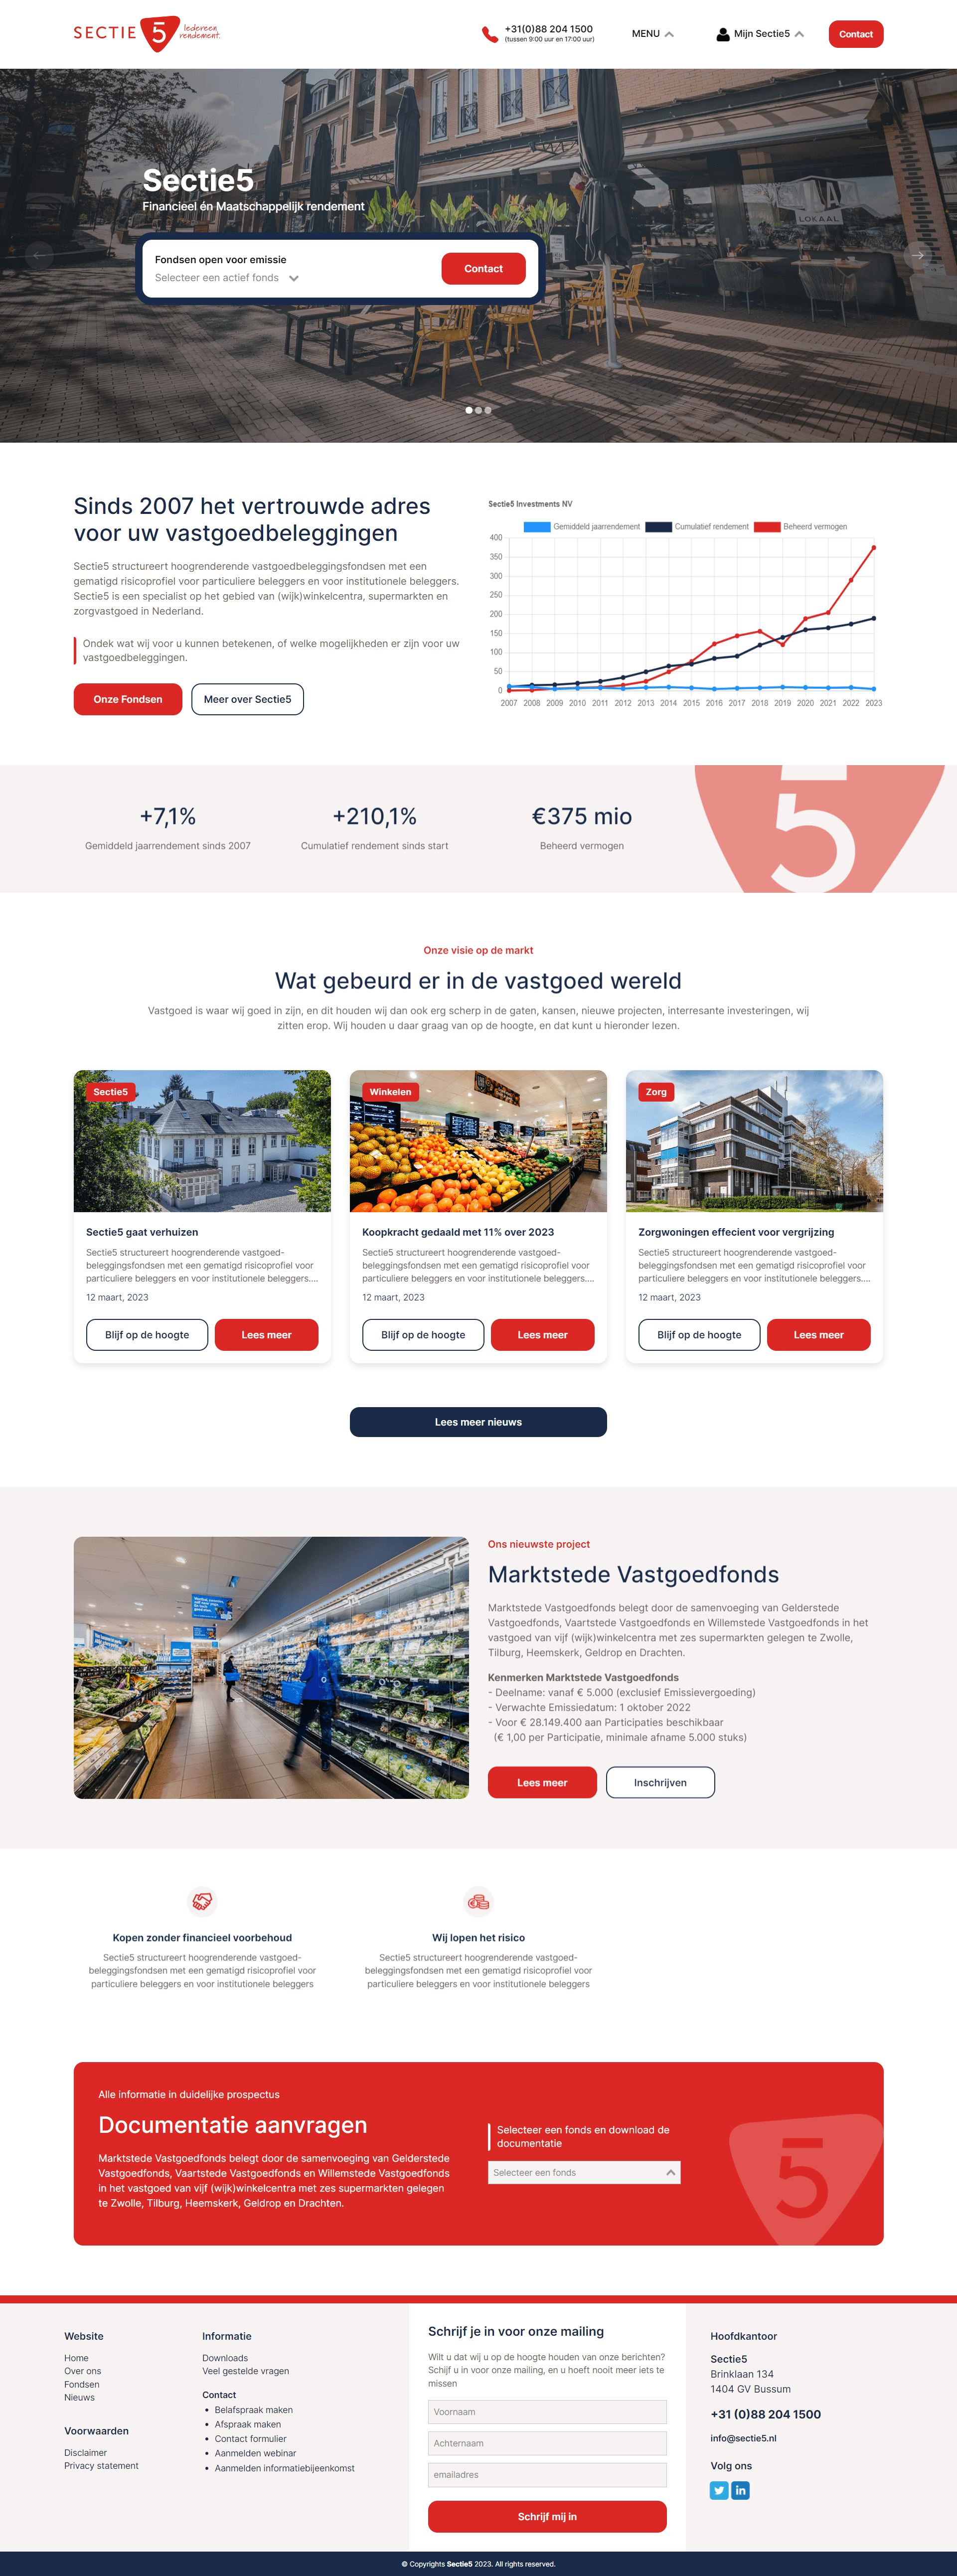 SECTIE 5 Iedereen
rendement.
+31(0)88 204 1500
(tussen 9:00 uur en 17:00 uur)
MENU
Mijn Sectie5
Contact
Sectie5
Financieel én Maatschappelijk rendement
LOKAAL
Fondsen open voor emissie
Selecteer een actief fonds
Contact
Sinds 2007 het vertrouwde adres
voor uw vastgoedbeleggingen
Sectie5 structureert hoogrenderende vastgoedbeleggingsfondsen met een
gematigd risicoprofiel voor particuliere beleggers en voor institutionele beleggers.
Sectie5 is een specialist op het gebied van (wijk)winkelcentra, supermarkten en
zorgvastgoed in Nederland.
Ondek wat wij voor u kunnen betekenen, of welke mogelijkheden er zijn voor uw
vastgoedbeleggingen.
Onze Fondsen
Meer over Sectie5
Sectie5 Investments NV
Gemiddeld jaarrendement
Cumulatief rendement
Beheerd vermogen
400
350
300
250
200
150
100
50
0
2007 2008 2009 2010 2011 2012 2013 2014 2015 2016 2017 2018 2019 2020 2021 2022 2023
+7,1%
Gemiddeld jaarrendement sinds 2007
+210,1%
Cumulatief rendement sinds start
€375 mio
Beheerd vermogen
5
Onze visie op de markt
Wat gebeurd er in de vastgoed wereld
Vastgoed is waar wij goed in zijn, en dit houden wij dan ook erg scherp in de gaten, kansen, nieuwe projecten, interresante investeringen, wij
zitten erop. Wij houden u daar graag van op de hoogte, en dat kunt u hieronder lezen.
Sectie5
Sectie5 gaat verhuizen
Sectie5 structureert hoogrenderende vastgoed-
beleggingsfondsen met een gematigd risicoprofiel voor
particuliere beleggers en voor institutionele beleggers....
12 maart, 2023
Blijf op de hoogte
Lees meer
Winkelen
Koopkracht gedaald met 11% over 2023
Sectie5 structureert hoogrenderende vastgoed-
beleggingsfondsen met een gematigd risicoprofiel voor
particuliere beleggers en voor institutionele beleggers....
12 maart, 2023
Blijf op de hoogte
Lees meer
Zorg
Zorgwoningen effecient voor vergrijzing
Sectie5 structureert hoogrenderende vastgoed-
beleggingsfondsen met een gematigd risicoprofiel voor
particuliere beleggers en voor institutionele beleggers....
12 maart, 2023
Blijf op de hoogte
Lees meer
Lees meer nieuws
Ons nieuwste project
Marktstede Vastgoedfonds
Marktstede Vastgoedfonds belegt door de samenvoeging van Gelderstede
Vastgoedfonds, Vaartstede Vastgoedfonds en Willemstede Vastgoedfonds in het
vastgoed van vijf (wijk)winkelcentra met zes supermarkten gelegen te Zwolle,
Tilburg, Heemskerk, Geldrop en Drachten.
Kenmerken Marktstede Vastgoedfonds
- Deelname: vanaf € 5.000 (exclusief Emissievergoeding)
- Verwachte Emissiedatum: 1 oktober 2022
- Voor € 28.149.400 aan Participaties beschikbaar
(€ 1,00 per Participatie, minimale afname 5.000 stuks)
Lees meer
Inschrijven
Kopen zonder financieel voorbehoud
Sectie5 structureert hoogrenderende vastgoed-
beleggingsfondsen met een gematigd risicoprofiel voor
particuliere beleggers en voor institutionele beleggers
Wij lopen het risico
Sectie5 structureert hoogrenderende vastgoed-
beleggingsfondsen met een gematigd risicoprofiel voor
particuliere beleggers en voor institutionele beleggers
Alle informatie in duidelijke prospectus
Documentatie aanvragen
Marktstede Vastgoedfonds belegt door de samenvoeging van Gelderstede
Vastgoedfonds, Vaartstede Vastgoedfonds en Willemstede Vastgoedfonds
in het vastgoed van vijf (wijk)winkelcentra met zes supermarkten gelegen
te Zwolle, Tilburg, Heemskerk, Geldrop en Drachten.
Selecteer een fonds en download de
documentatie
Selecteer een fonds
5
Website
Home
Over ons
Fondsen
Nieuws
Voorwaarden
Disclaimer
Privacy statement
Informatie
Downloads
Veel gestelde vragen
Contact
• Belafspraak maken
• Afspraak maken
• Contact formulier
• Aanmelden webinar
• Aanmelden informatiebijeenkomst
Schrijf je in voor onze mailing
Wilt u dat wij u op de hoogte houden van onze berichten?
Schijf u in voor onze mailing, en u hoeft nooit meer iets te
missen
Voornaam
Achternaam
emailadres
Schrijf mij in
Hoofdkantoor
Sectie5
Brinklaan 134
1404 GV Bussum
+31 (0)88 204 1500
info@sectie5.nl
Volg ons
in
© Copyrights Sectie5 2023. All rights reserved.